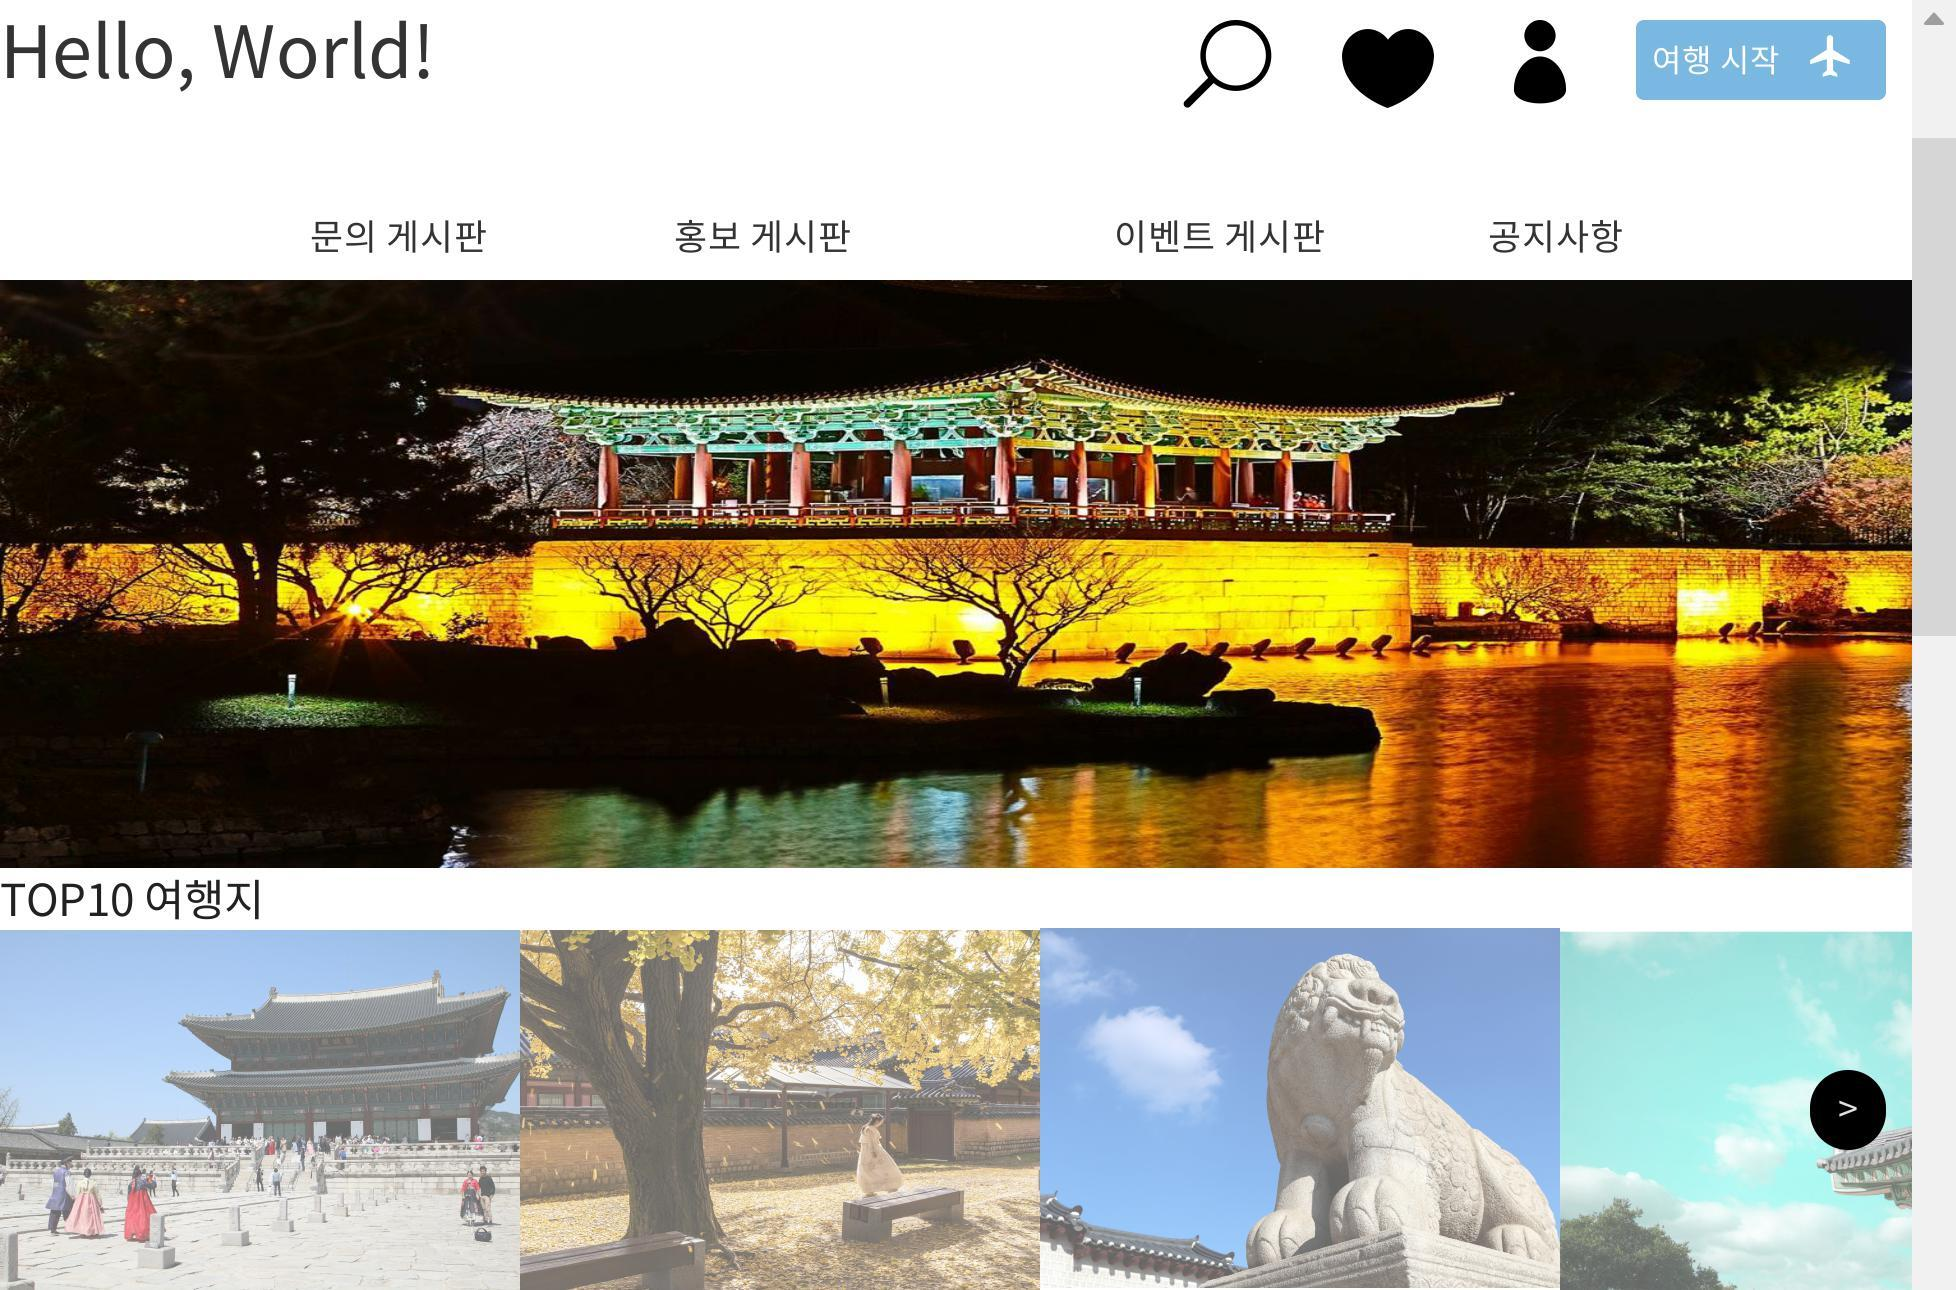 Hello, World!
여행 시작
문의 게시판
홍보 게시판
이벤트 게시판
공지사항
TOP10 여행지
>